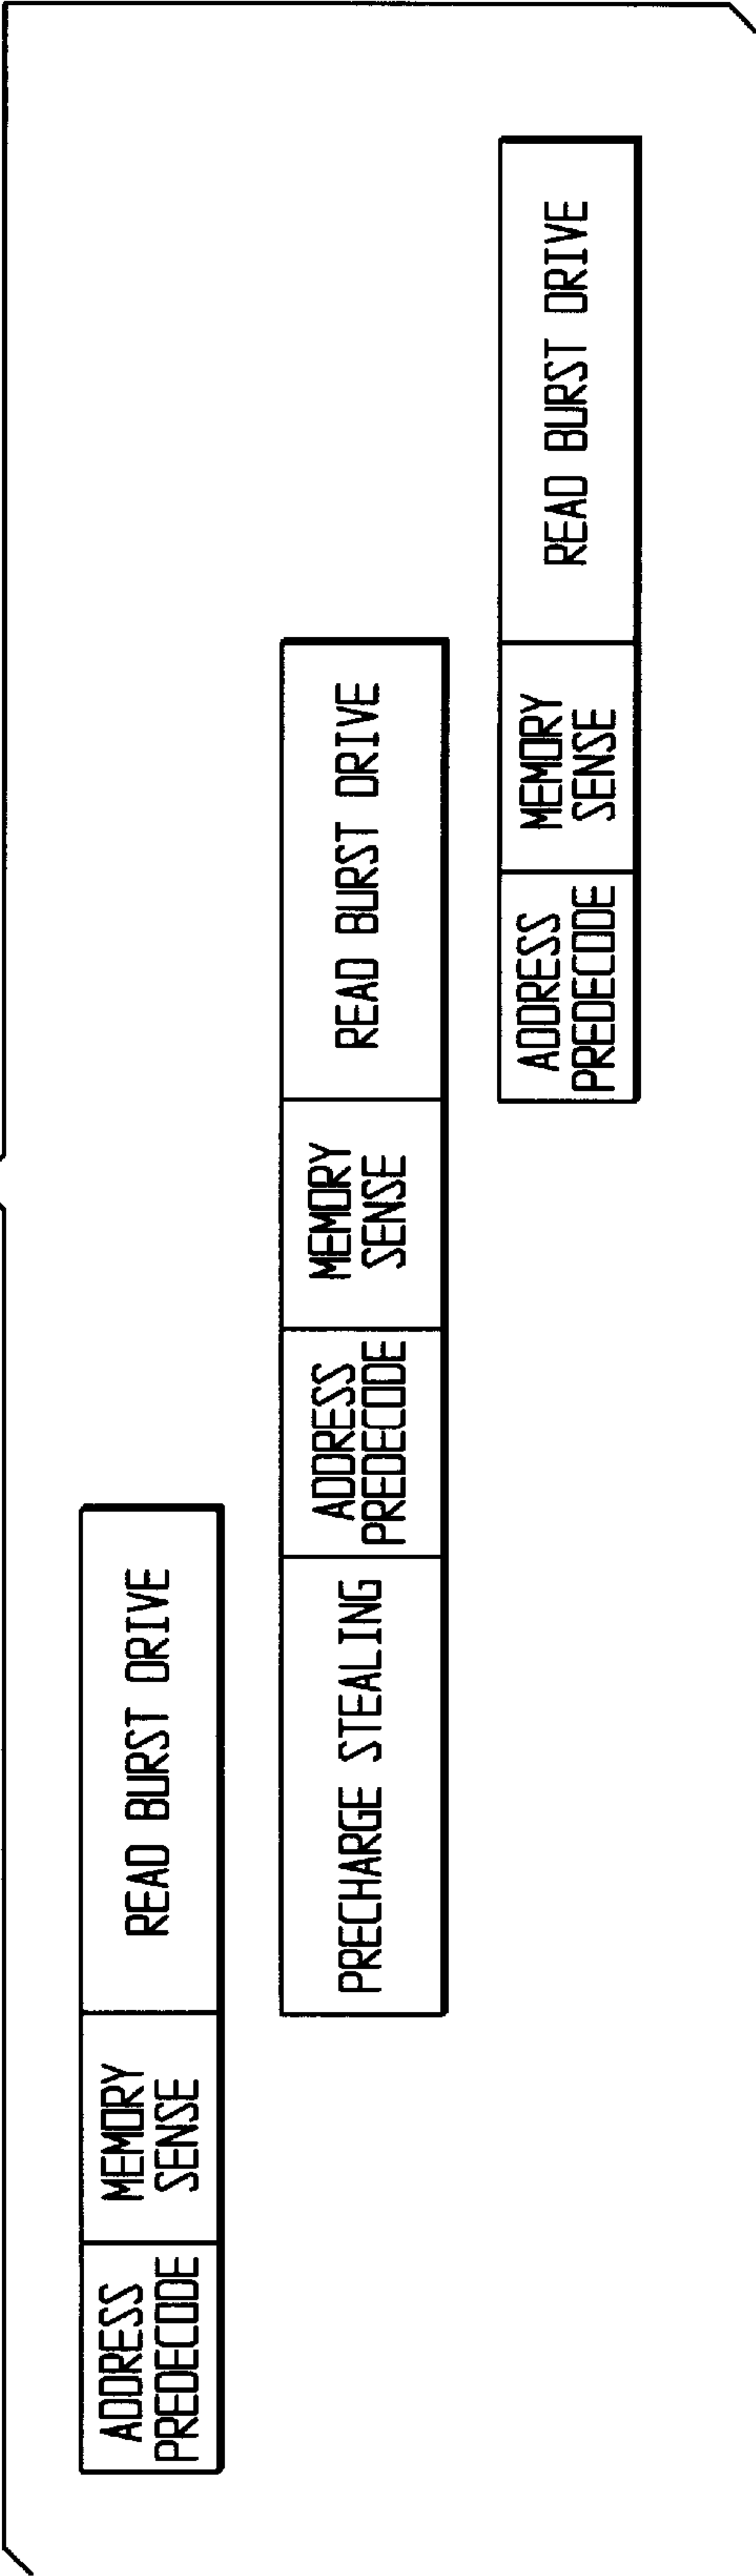 ADDRESS
PREDECODE
MEMORY
SENSE
READ BURST DRIVE
PRECHARGE STEALING
ADDRESS
PREDECODE
MEMORY
SENSE
READ BURST DRIVE
ADDRESS
PREDECODE
MEMORY
SENSE
READ BURST DRIVE